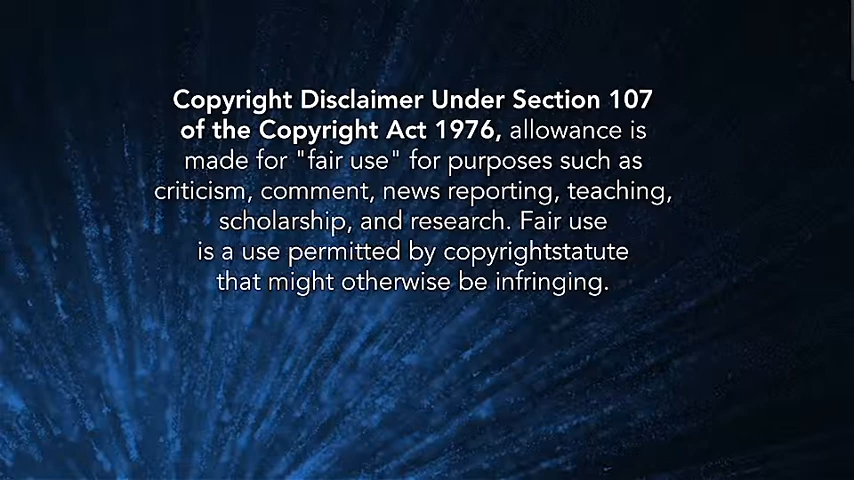 Copyright Disclaimer Under Section 107
of the Copyright Act 1976, allowance is
made for "fair use" for purposes such as
criticism, comment, news reporting, teaching,
scholarship, and research. Fair use
is a use permitted by copyrightstatute
that might otherwise be infringing.